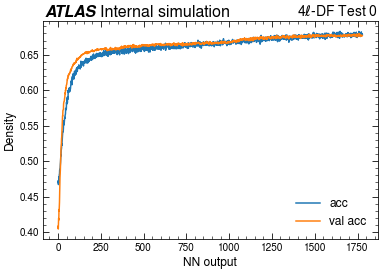 ATLAS Internal simulation 4ℓ-DF Test 0
0.65
0.60
0.55
0.50
0.45
0.40
Density
acc
val acc
0 250 500 750 1000 1250 1500 1750
NN output